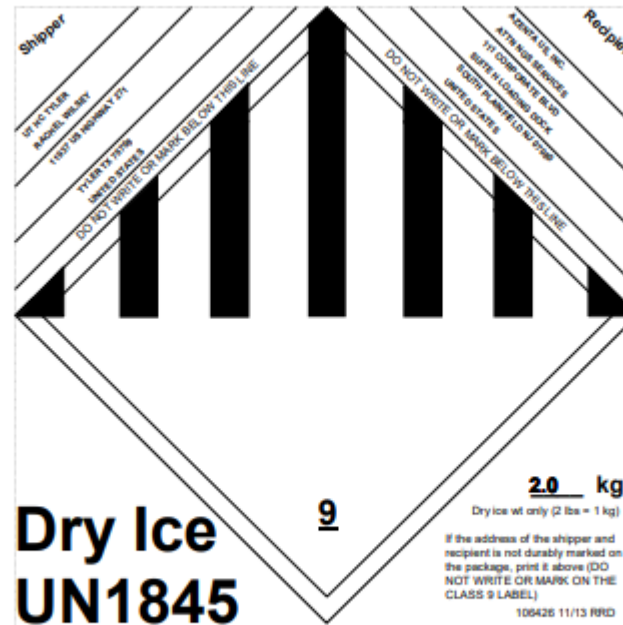 Shipper
UT HC TYLER
RACHEL WILSEY
11937 US HIGHWAY 271
TYLER TX 75708
UNITED STATES
DO NOT WRITE OR MARK BELOW THIS LINE
Recipie
AZENTA US, INC.
ATTN NGS SERVICES
111 CORPORATE BLVD
SUITE N LOADING DOCK
SOUTH PLAINFIELD NJ 07080
UNITED STATES
DO NOT WRITE OR MARK BELOW THIS LINE
9
Dry Ice
UN1845
2.0 kg
Dry ice wt only (2 lbs = 1 kg)
If the address of the shipper and
recipient is not durably marked on
the package, print it above (DO
NOT WRITE OR MARK ON THE
CLASS 9 LABEL)
106426 11/13 RRD